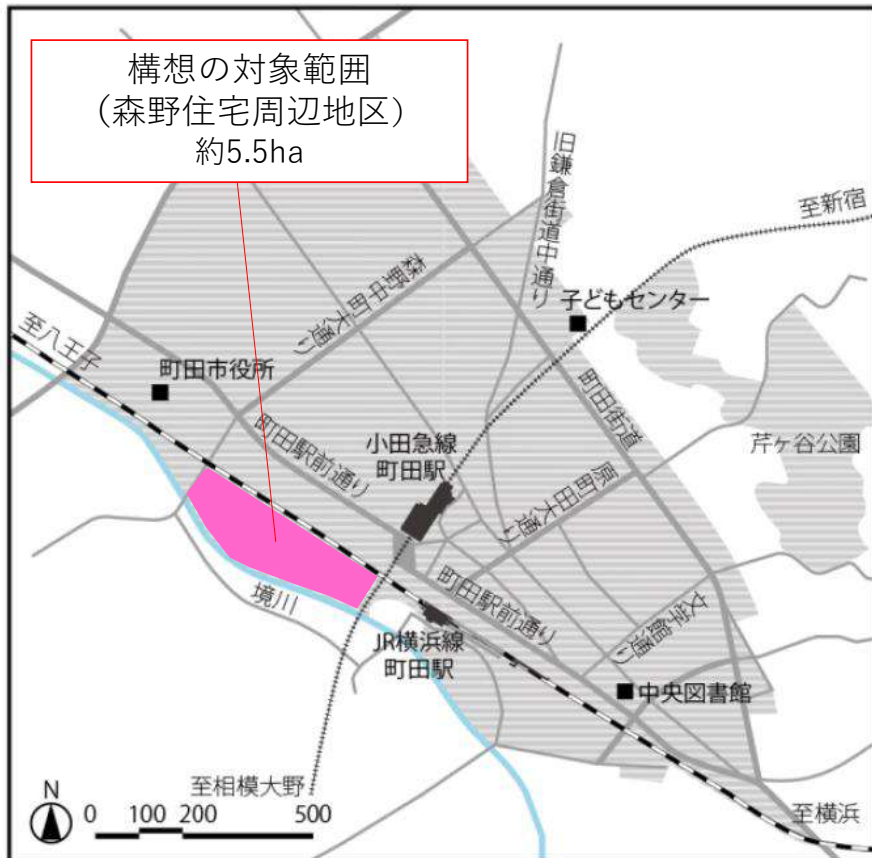 構想の対象範囲
(森野住宅周辺地区)
約5.5ha
旧鎌倉街道中通り
至新宿
森野中町大通り
子どもセンター
至八王子
町田市役所
町田街道
町田駅前通り
小田急線
町田駅
芹ヶ谷公園
原町田大通り
境川
町田駅前通り
文学館通り
JR横浜線
町田駅
中央図書館
至相模大野
至横浜
N
0 100 200 500